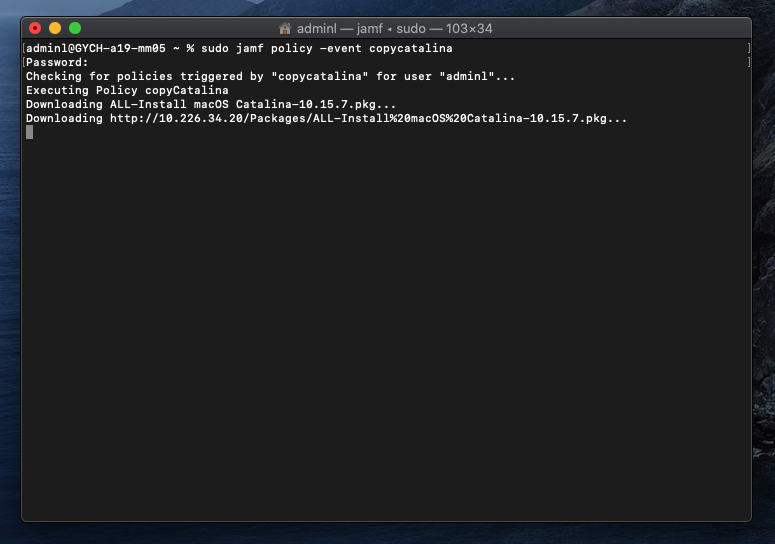 adminl — jamf ◂ sudo — 103×34
[adminl@GYCH-a19-mm05 ~ % sudo jamf policy -event copycatalina ]
[Password: ]
Checking for policies triggered by "copycatalina" for user "adminl"...
Executing Policy copyCatalina
Downloading ALL-Install macOS Catalina-10.15.7.pkg...
Downloading http://10.226.34.20/Packages/ALL-Install%20macOS%20Catalina-10.15.7.pkg...